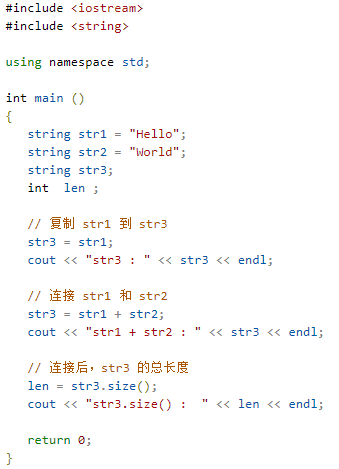 #include <iostream>
#include <string>

using namespace std;

int main ()
{
   string str1 = "Hello";
   string str2 = "World";
   string str3;
   int  len ;

   // 复制 str1 到 str3
   str3 = str1;
   cout << "str3 : " << str3 << endl;

   // 连接 str1 和 str2
   str3 = str1 + str2;
   cout << "str1 + str2 : " << str3 << endl;

   // 连接后，str3 的总长度
   len = str3.size();
   cout << "str3.size() :  " << len << endl;

   return 0;
}